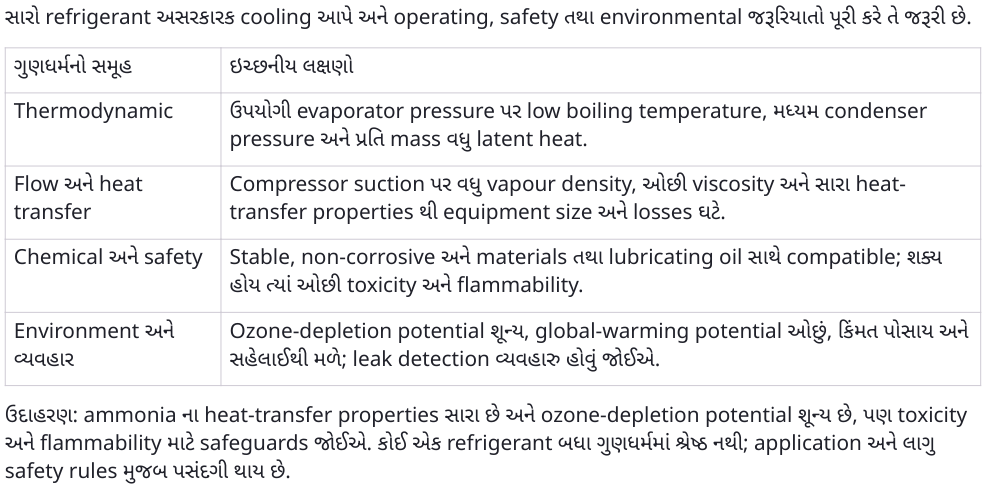 સારો refrigerant અસરકારક cooling આપે અને operating, safety તથા environmental જરૂરિયાતો પૂરી કરે તે જરૂરી છે.
ગુણધર્મનો સમૂહ
ઇચ્છનીય લક્ષણો
Thermodynamic
ઉપયોગી evaporator pressure પર low boiling temperature, મધ્યમ condenser
pressure અને પ્રતિ mass વધુ latent heat.
Flow અને heat
transfer
Compressor suction પર વધુ vapour density, ઓછી viscosity અને સારા heat-
transfer properties થી equipment size અને losses ઘટે.
Chemical અને safety
Stable, non-corrosive અને materials તથા lubricating oil સાથે compatible; શક્ય
હોય ત્યાં ઓછી toxicity અને flammability.
Environment અને
વ્યવહાર
Ozone-depletion potential શૂન્ય, global-warming potential ઓછું, કિંમત પોસાય અને
સહેલાઈથી મળે; leak detection વ્યવહારુ હોવું જોઈએ.
ઉદાહરણ: ammonia ના heat-transfer properties સારા છે અને ozone-depletion potential શૂન્ય છે, પણ toxicity
અને flammability માટે safeguards જોઈએ. કોઈ એક refrigerant બધા ગુણધર્મમાં શ્રેષ્ઠ નથી; application અને લાગુ
safety rules મુજબ પસંદગી થાય છે.